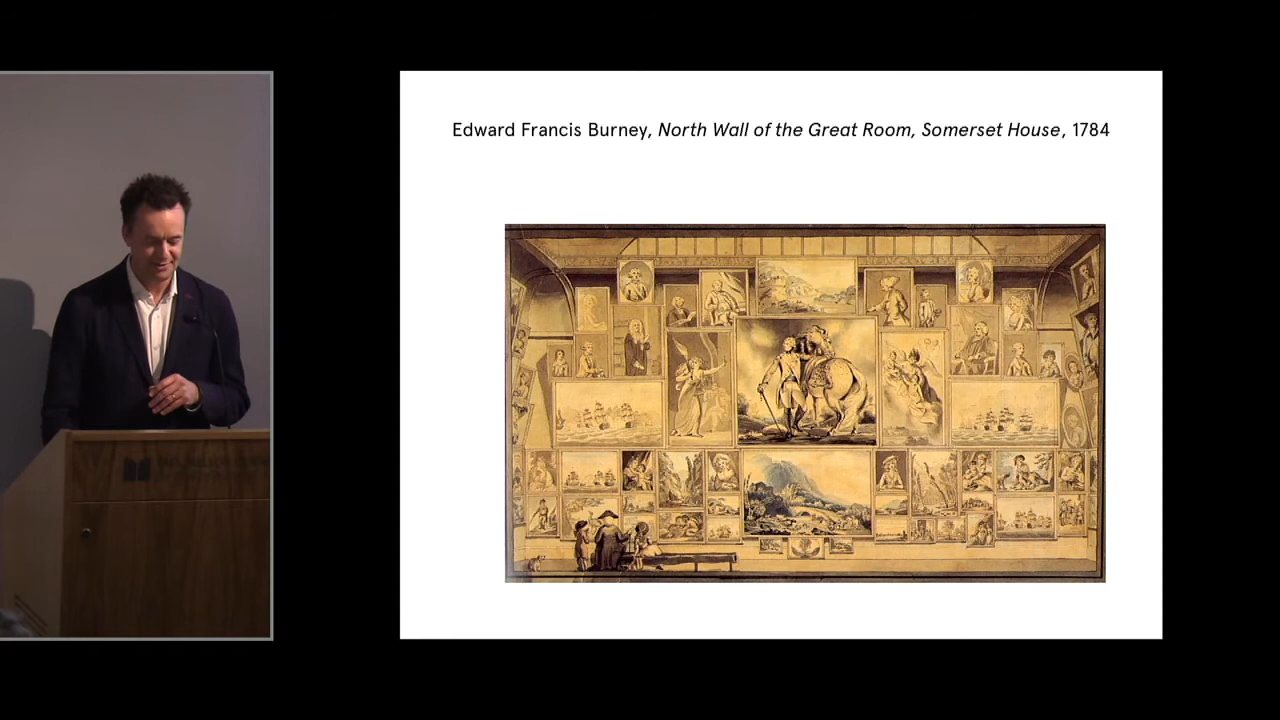 Edward Francis Burney, North Wall of the Great Room, Somerset House, 1784